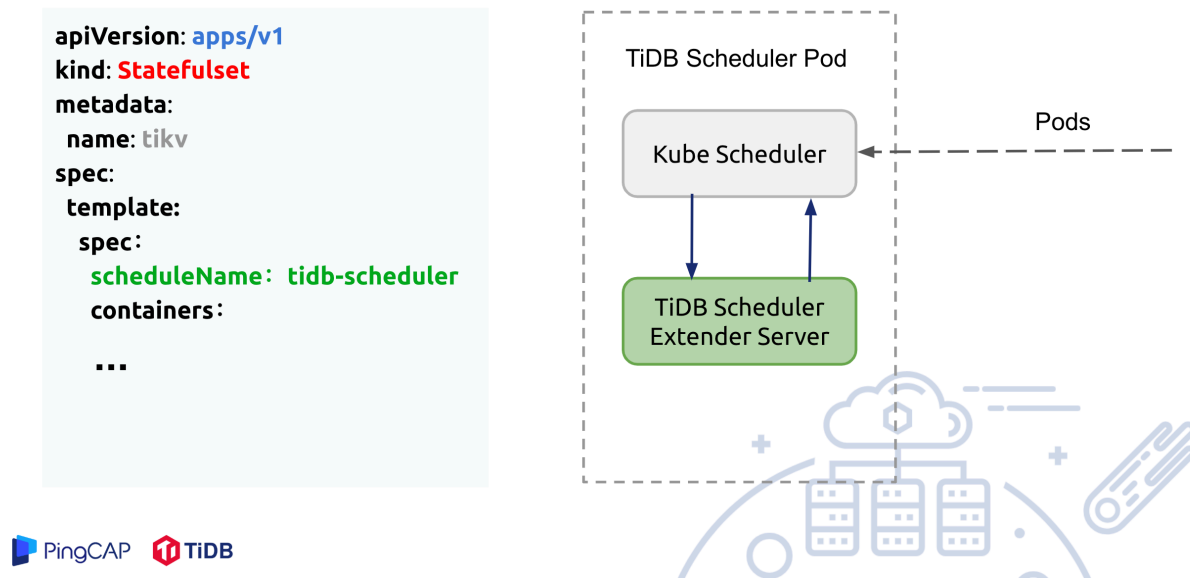 apiVersion: apps/v1
kind: Statefulset
metadata:
name: tikv
spec:
template:
spec：
scheduleName： tidb-scheduler
containers：
...
TiDB Scheduler Pod
Kube Scheduler
Pods
TiDB Scheduler
Extender Server
PingCAP
TiDB